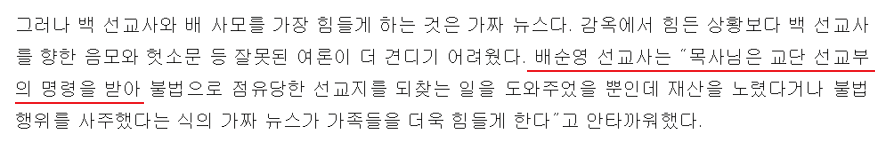 그러나 백 선교사와 배 사모를 가장 힘들게 하는 것은 가짜 뉴스다. 감옥에서 힘든 상황보다 백 선교사
를 향한 음모와 헛소문 등 잘못된 여론이 더 견디기 어려웠다. 배순영 선교사는 “목사님은 교단 선교부
의 명령을 받아 불법으로 점유당한 선교지를 되찾는 일을 도와주었을 뿐인데 재산을 노렸다거나 불법
행위를 사주했다는 식의 가짜 뉴스가 가족들을 더욱 힘들게 한다”고 안타까워했다.